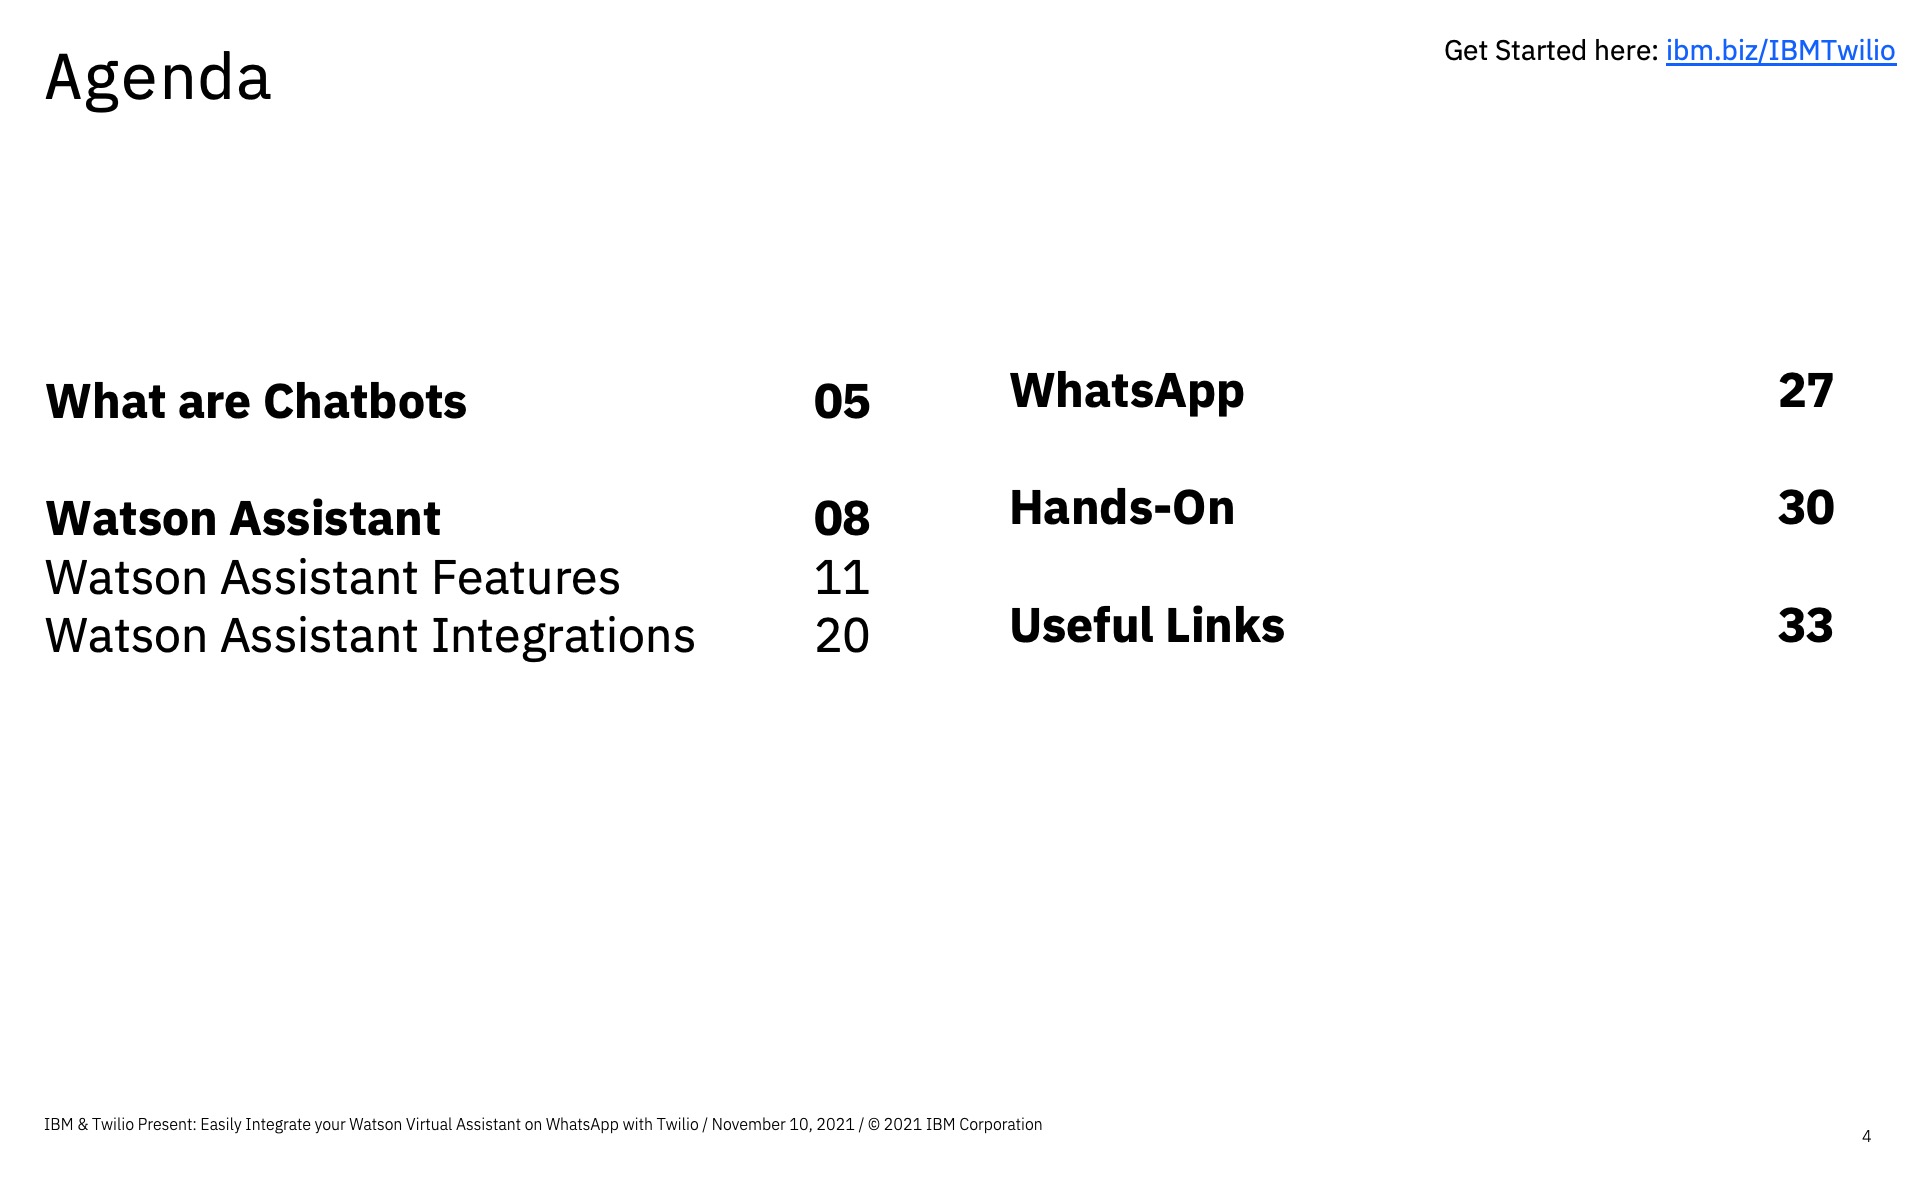 Agenda
Get Started here: ibm.biz/IBMTwilio
What are Chatbots 05
Watson Assistant 08
Watson Assistant Features 11
Watson Assistant Integrations 20
WhatsApp 27
Hands-On 30
Useful Links 33
IBM & Twilio Present: Easily Integrate your Watson Virtual Assistant on WhatsApp with Twilio / November 10, 2021 / © 2021 IBM Corporation
4